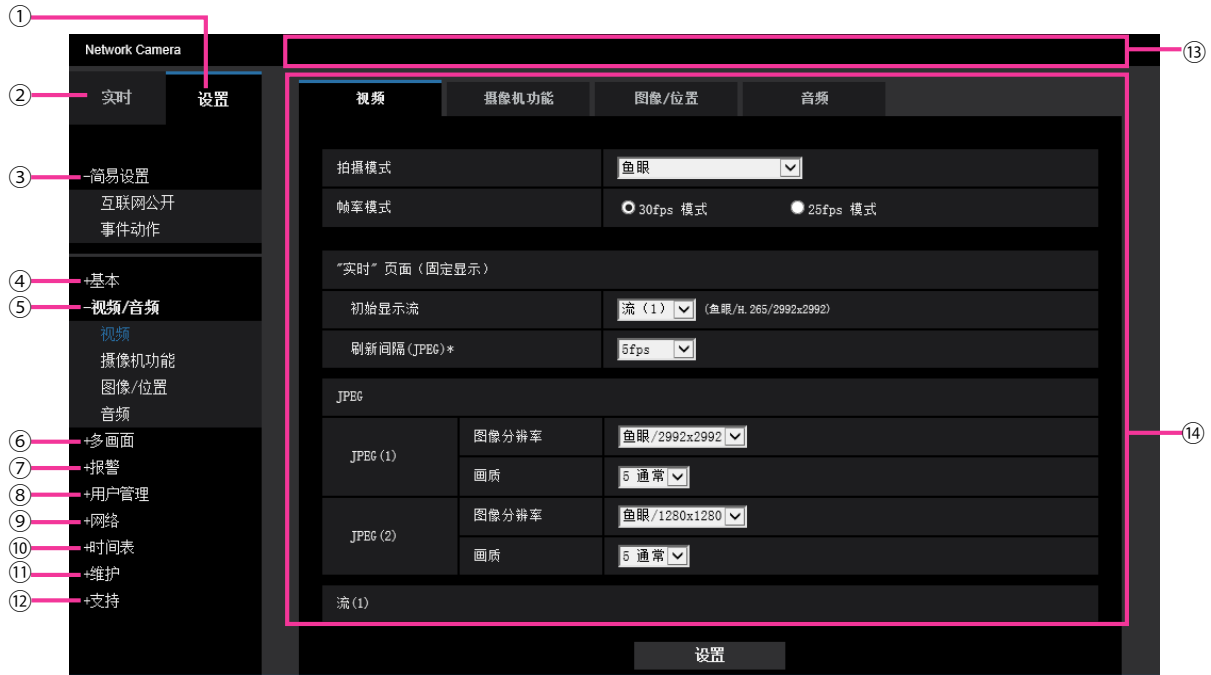 ①
Network Camera
⑬
② 实时 设置
视频 摄像机功能 图像/位置 音频
③ -简易设置
互联网公开
事件动作
④ +基本
⑤ -视频/音频
视频
摄像机功能
图像/位置
音频
⑥ +多画面
⑦ +报警
⑧ +用户管理
⑨ +网络
⑩ +时间表
⑪ +维护
⑫ +支持
拍摄模式 鱼眼
帧率模式 30fps 模式 25fps 模式
"实时" 页面（固定显示）
初始显示流 流（1） (鱼眼/H.265/2992x2992)
刷新间隔(JPEG)* 5fps
JPEG
JPEG(1) 图像分辨率 鱼眼/2992x2992
画质 5 通常
JPEG(2) 图像分辨率 鱼眼/1280x1280
画质 5 通常
流(1)
⑭
设置